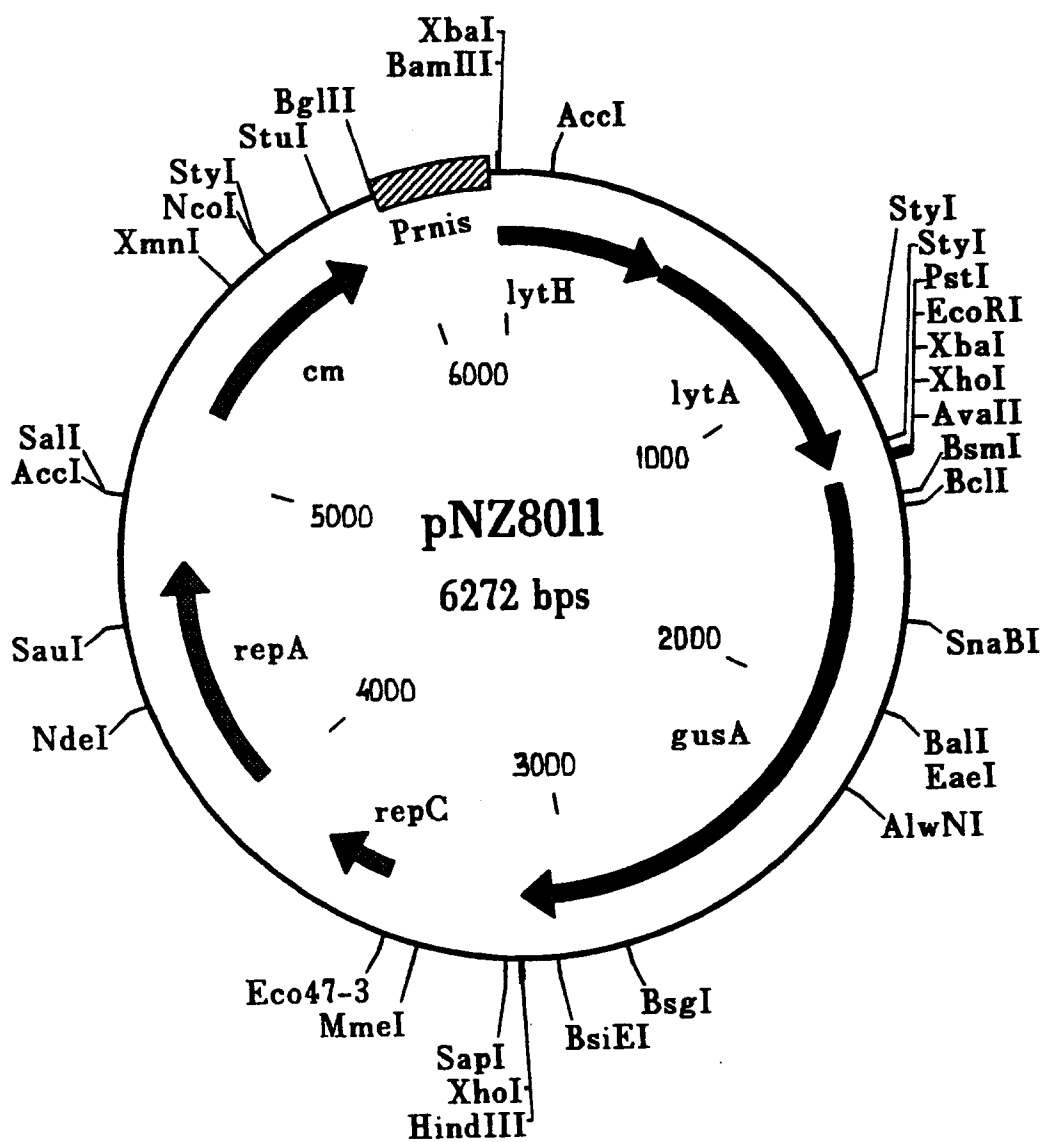 XbaI
BamIII
AccI
BglII
StuI
StyI
NcoI
XmnI
Prnis
StyI
StyI
PstI
EcoRI
XbaI
XhoI
AvaII
BsmI
BclI
lytH
cm
6000
lytA
1000
SalI
AccI
5000
pNZ8011
6272 bps
SnaBI
SauI
repA
2000
4000
NdeI
gusA
BalI
EaeI
3000
repC
AlwNI
Eco47-3
MmeI
BsgI
BsiEI
SapI
XhoI
HindIII